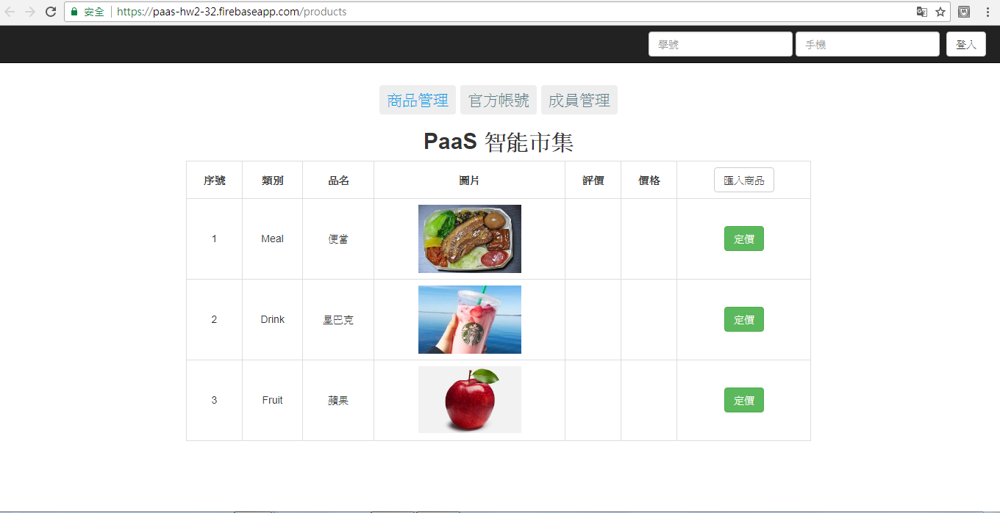 安全 https://paas-hw2-32.firebaseapp.com/products
學號 手機 登入
商品管理 官方帳號 成員管理
PaaS 智能市集
序號 類別 品名 圖片 評價 價格 匯入商品
1 Meal 便當 定價
2 Drink 星巴克 定價
3 Fruit 蘋果 定價